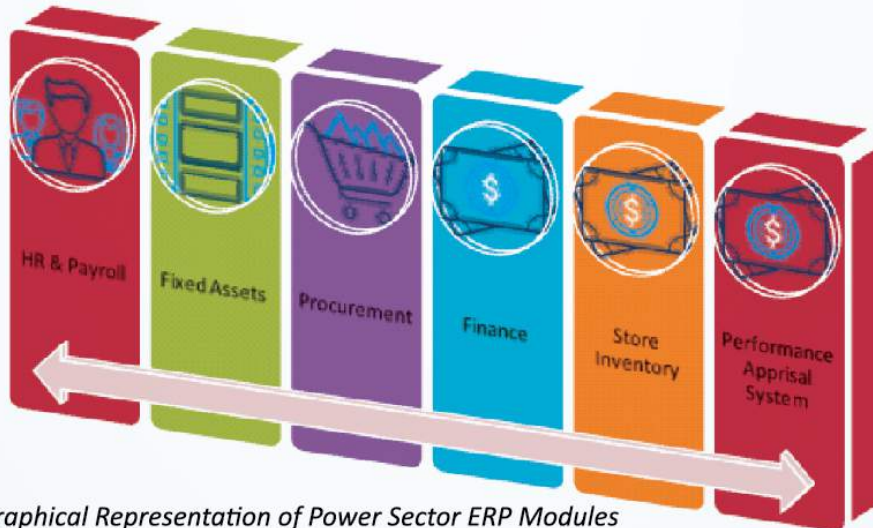 HR & Payroll
Fixed Assets
Procurement
Finance
Store
Inventory
Performance
Apprisal
System
$
$
$
raphical Representation of Power Sector ERP Modules